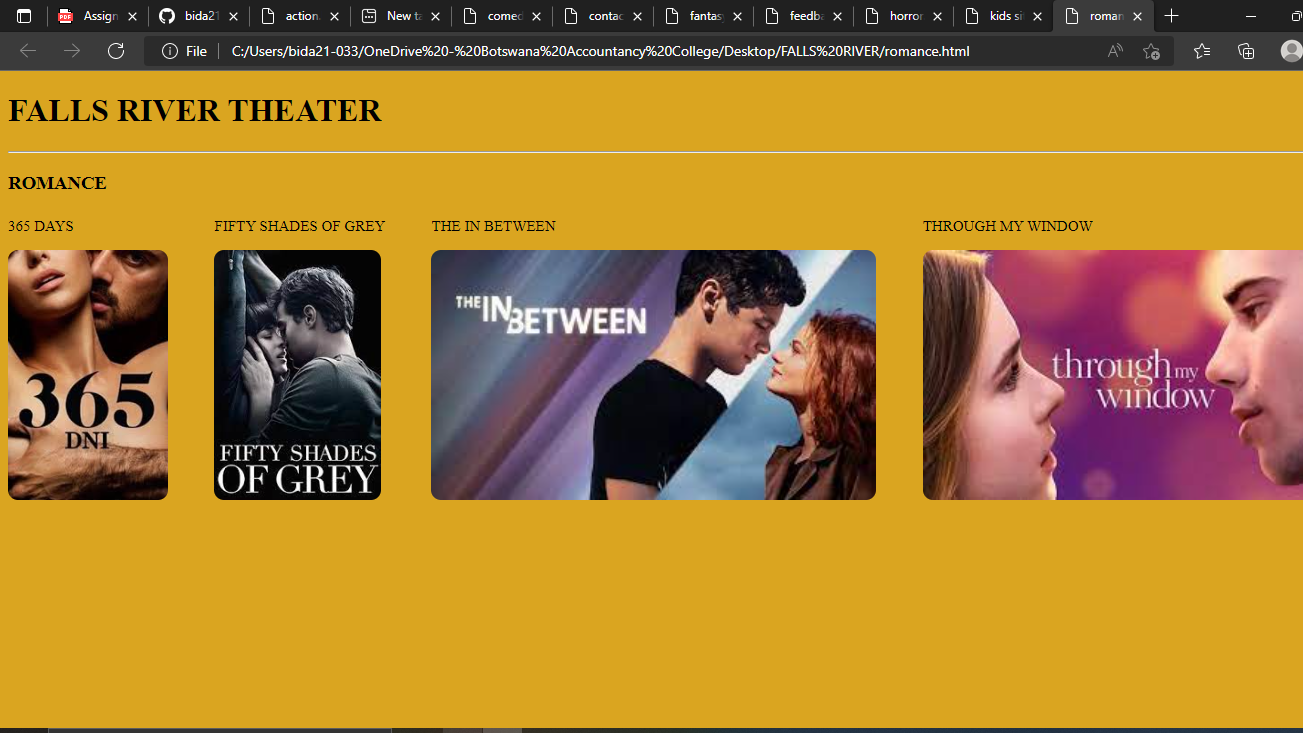 Assign
bida21
action.
New ta
comed
contac
fantasy
feedba
horror
kids si
roman
File
C:/Users/bida21-033/OneDrive%20-%20Botswana%20Accountancy%20College/Desktop/FALLS%20RIVER/romance.html
FALLS RIVER THEATER
ROMANCE
365 DAYS
FIFTY SHADES OF GREY
THE IN BETWEEN
THROUGH MY WINDOW
365
DNI
FIFTY SHADES
OF GREY
THE IN
BETWEEN
through my
window